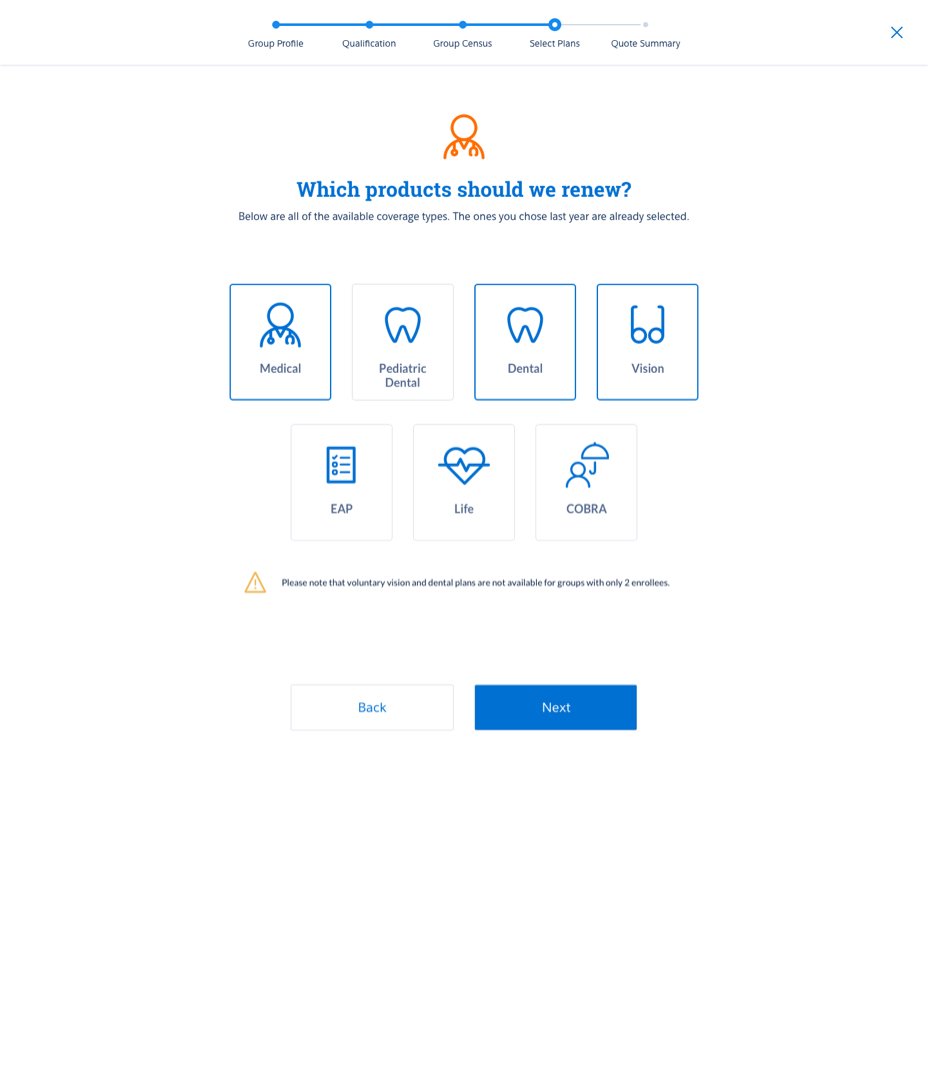 Group Profile
Qualification
Group Census
Select Plans
Quote Summary
Which products should we renew?
Below are all of the available coverage types. The ones you chose last year are already selected.
Medical
Pediatric
Dental
Dental
Vision
EAP
Life
COBRA
Please note that voluntary vision and dental plans are not available for groups with only 2 enrollees.
Back
Next